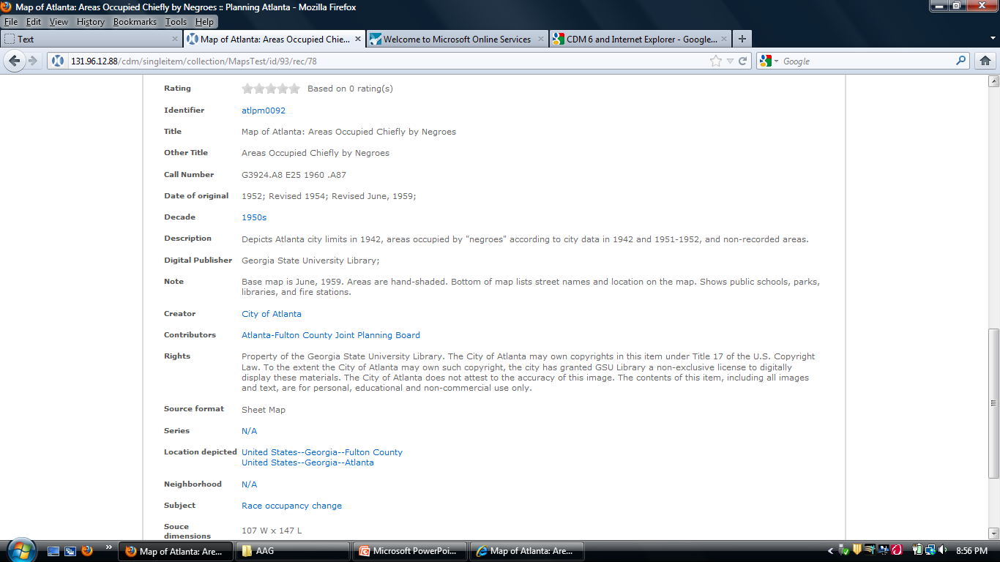 Map of Atlanta: Areas Occupied Chiefly by Negroes :: Planning Atlanta - Mozilla Firefox
File Edit View History Bookmarks Tools Help
Text Map of Atlanta: Areas Occupied Chie... Welcome to Microsoft Online Services CDM 6 and Internet Explorer - Google...
131.96.12.88/cdm/singleitem/collection/MapsTest/id/93/rec/78 Google
Rating Based on 0 rating(s)
Identifier atlpm0092
Title Map of Atlanta: Areas Occupied Chiefly by Negroes
Other Title Areas Occupied Chiefly by Negroes
Call Number G3924.A8 E25 1960 .A87
Date of original 1952; Revised 1954; Revised June, 1959;
Decade 1950s
Description Depicts Atlanta city limits in 1942, areas occupied by "negroes" according to city data in 1942 and 1951-1952, and non-recorded areas.
Digital Publisher Georgia State University Library;
Note Base map is June, 1959. Areas are hand-shaded. Bottom of map lists street names and location on the map. Shows public schools, parks,
libraries, and fire stations.
Creator City of Atlanta
Contributors Atlanta-Fulton County Joint Planning Board
Rights Property of the Georgia State University Library. The City of Atlanta may own copyrights in this item under Title 17 of the U.S. Copyright
Law. To the extent the City of Atlanta may own such copyright, the city has granted GSU Library a non-exclusive license to digitally
display these materials. The City of Atlanta does not attest to the accuracy of this image. The contents of this item, including all images
and text, are for personal, educational and non-commercial use only.
Source format Sheet Map
Series N/A
Location depicted United States--Georgia--Fulton County
United States--Georgia--Atlanta
Neighborhood N/A
Subject Race occupancy change
Souce
dimensions 107 W x 147 L
Map of Atlanta: Are... AAG Microsoft PowerPoi... Map of Atlanta: Are... 8:56 PM